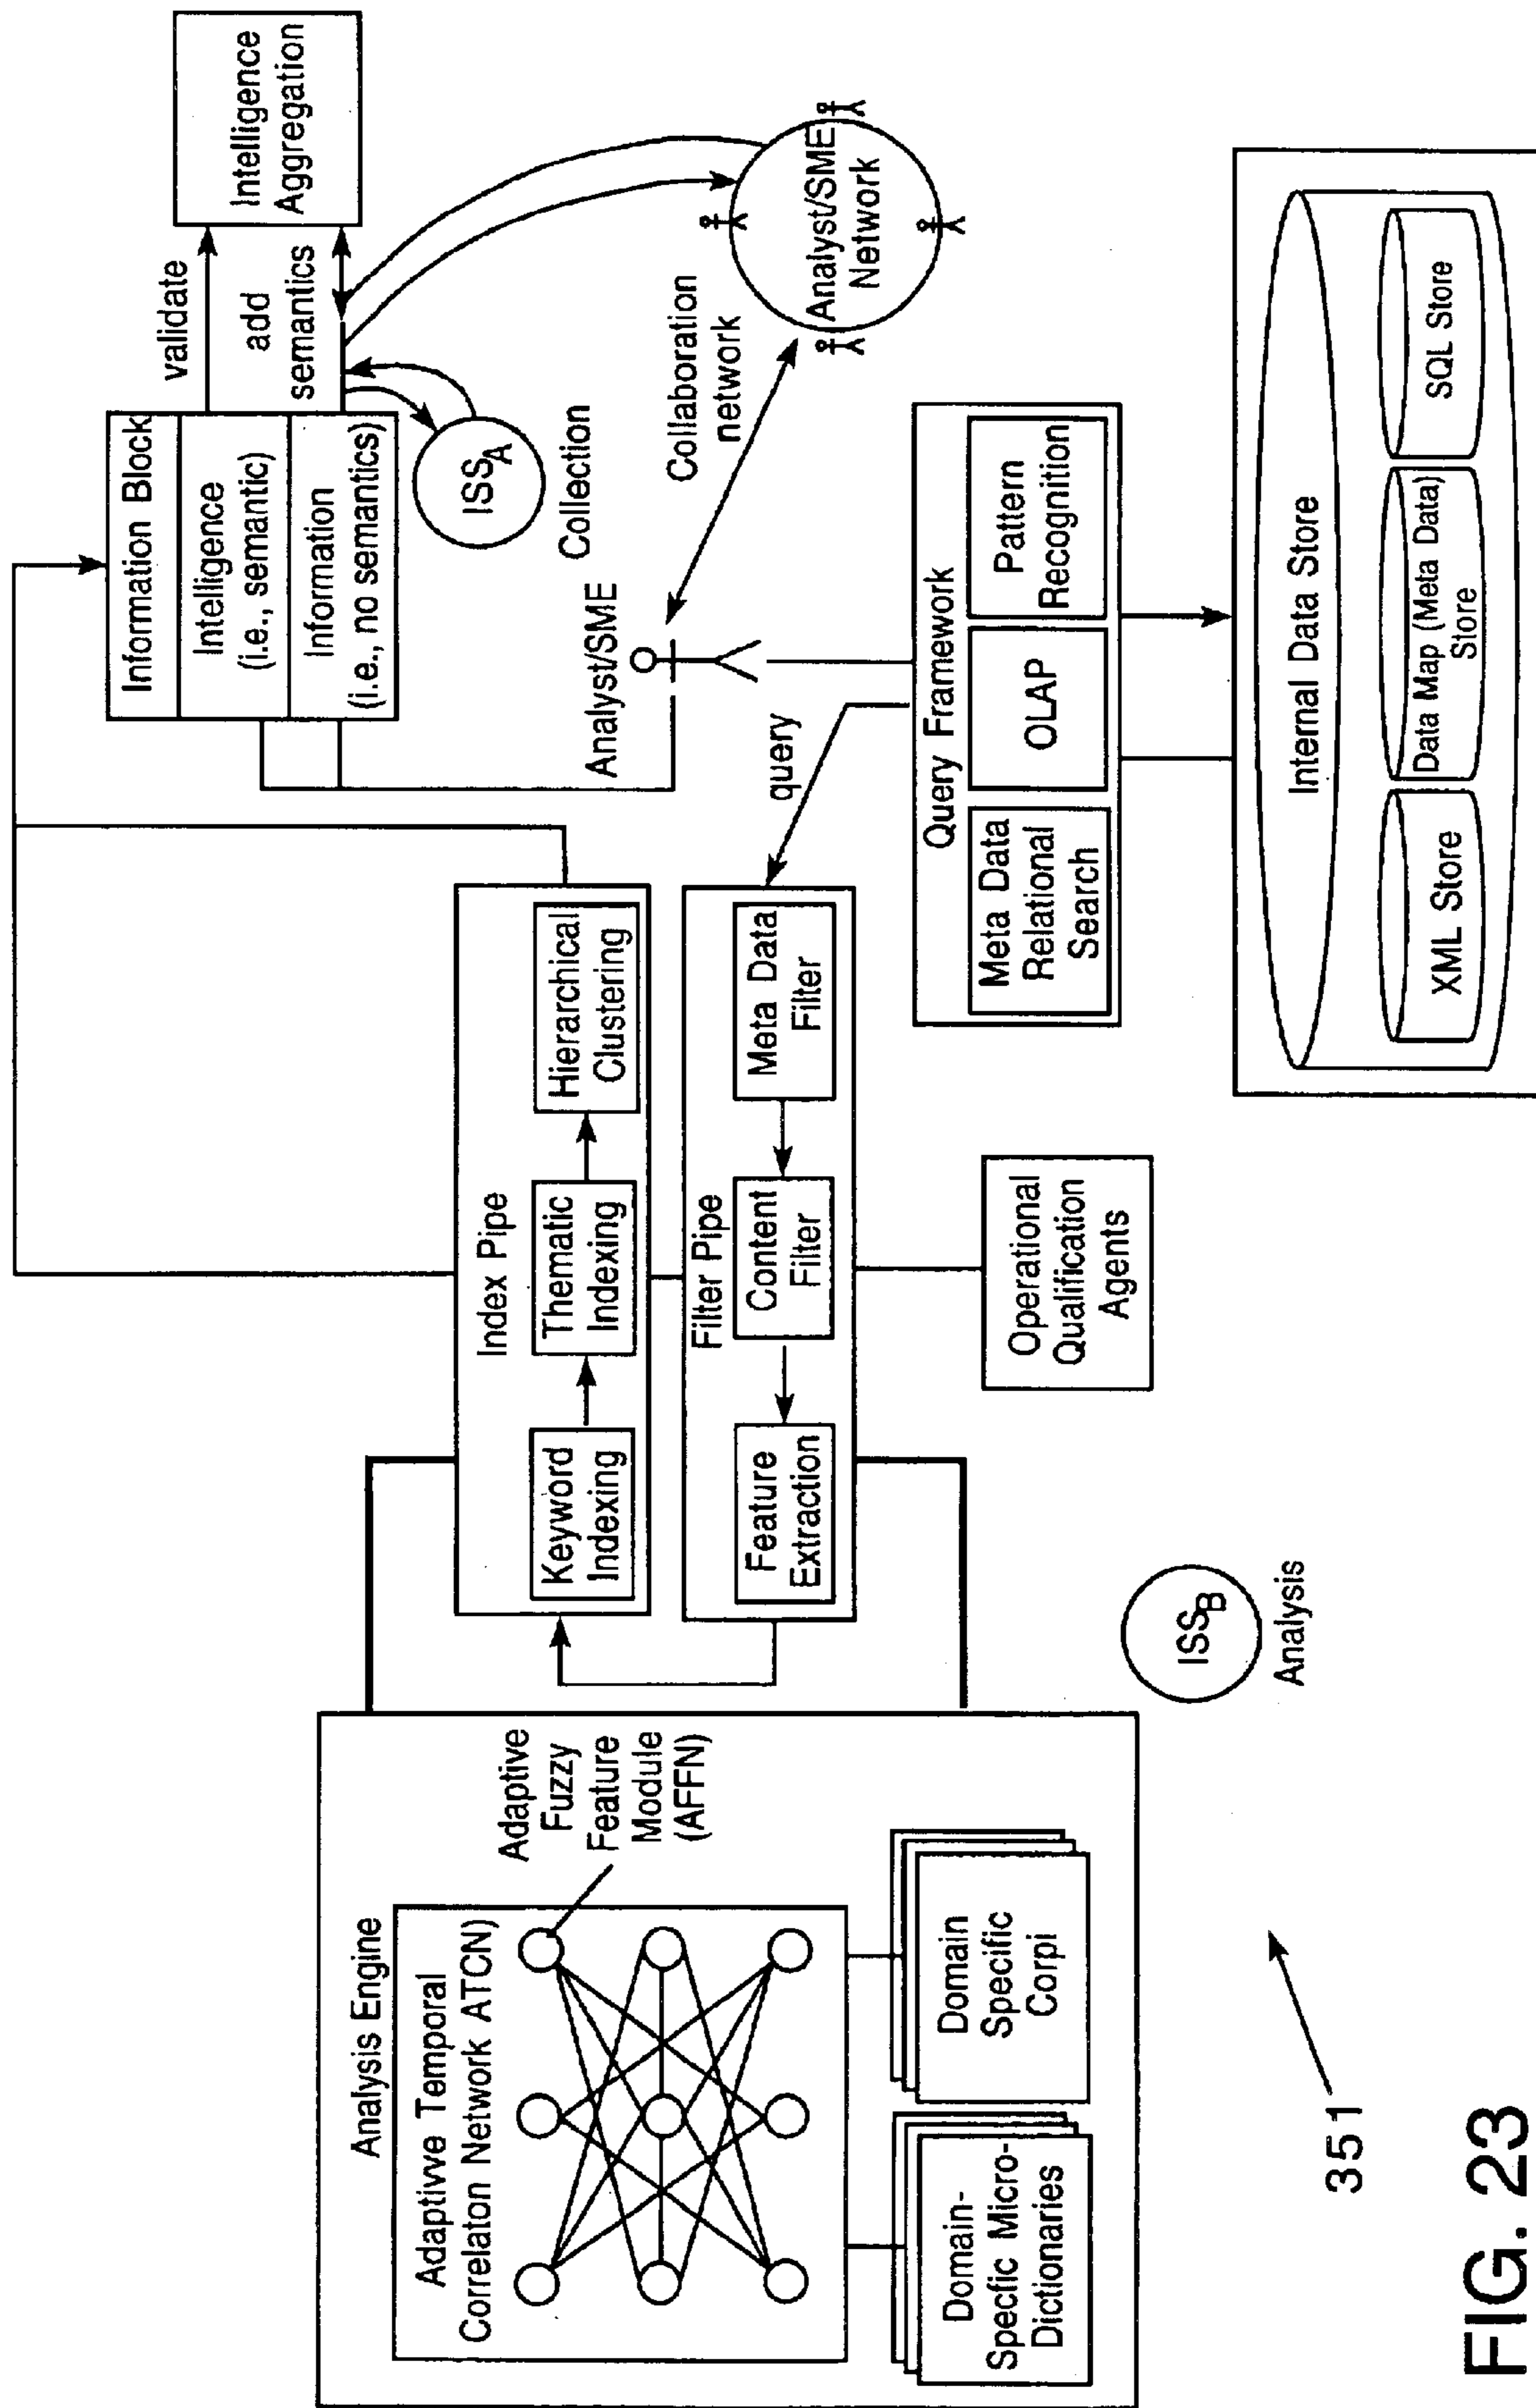 Analysis Engine
Adaptivve Temporal
Correlaton Network ATCN)
Adaptive
Fuzzy
Feature
Module
(AFFN)
Domain-
Specfic Micro-
Dictionaries
Domain
Specific
Corpi
ISSB
Analysis
Index Pipe
Keyword
Indexing
Thematic
Indexing
Hierarchical
Clustering
Filter Pipe
Feature
Extraction
Content
Filter
Meta Data
Filter
Operational
Qualification
Agents
Information Block
Intelligence
(i.e., semantic)
Information
(i.e., no semantics)
validate
add
semantics
Intelligence
Aggregation
ISSA
Collection
Analyst/SME
Collaboration
network
Analyst/SME
Network
query
Query Framework
Meta Data
Relational
Search
OLAP
Pattern
Recognition
Internal Data Store
XML Store
Data Map (Meta Data)
Store
SQL Store
351
FIG. 23